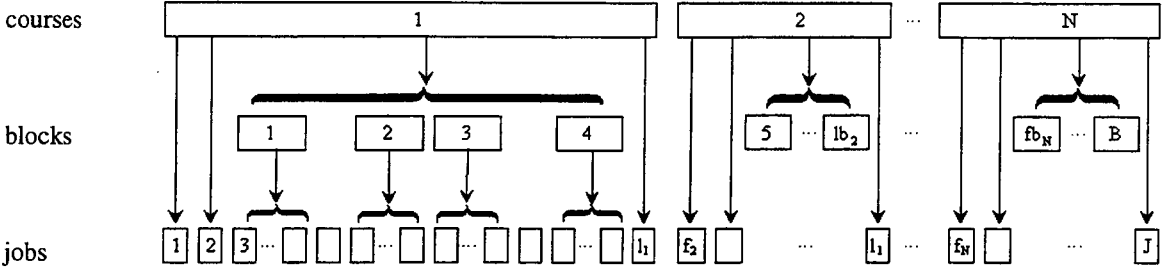 courses 1 2 ... N
blocks 1 2 3 4 5 ... lb₂ ... fb_N ... B
jobs 1 2 3 ... ... ... ... l₁ f₂ ... l₁ ... f_N ... J